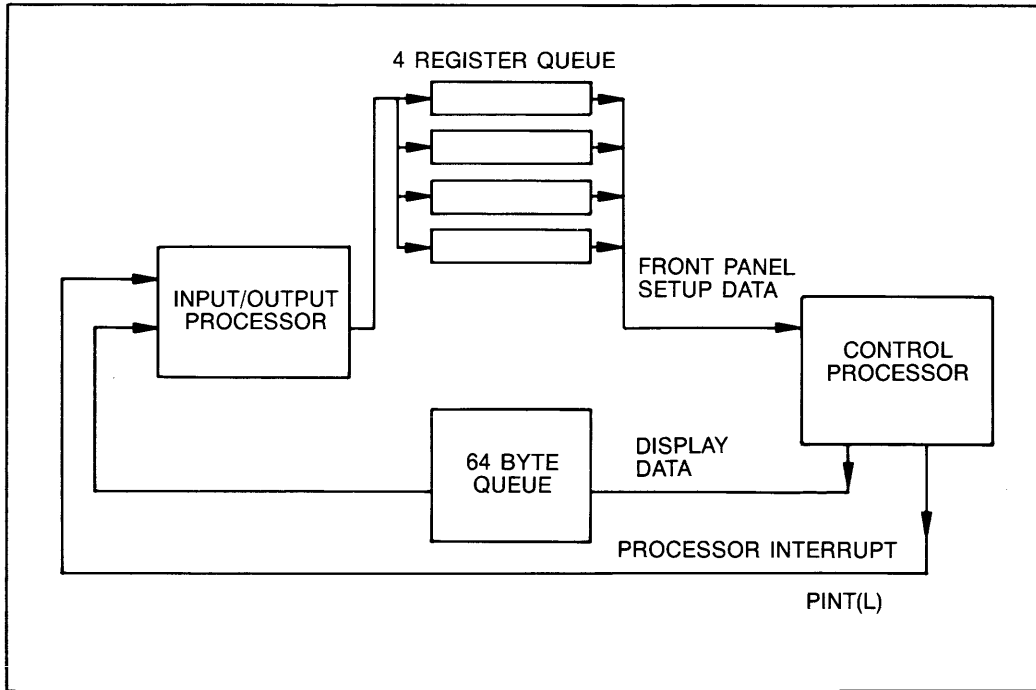 4 REGISTER QUEUE
INPUT/OUTPUT
PROCESSOR
FRONT PANEL
SETUP DATA
CONTROL
PROCESSOR
64 BYTE
QUEUE
DISPLAY
DATA
PROCESSOR INTERRUPT
PINT(L)